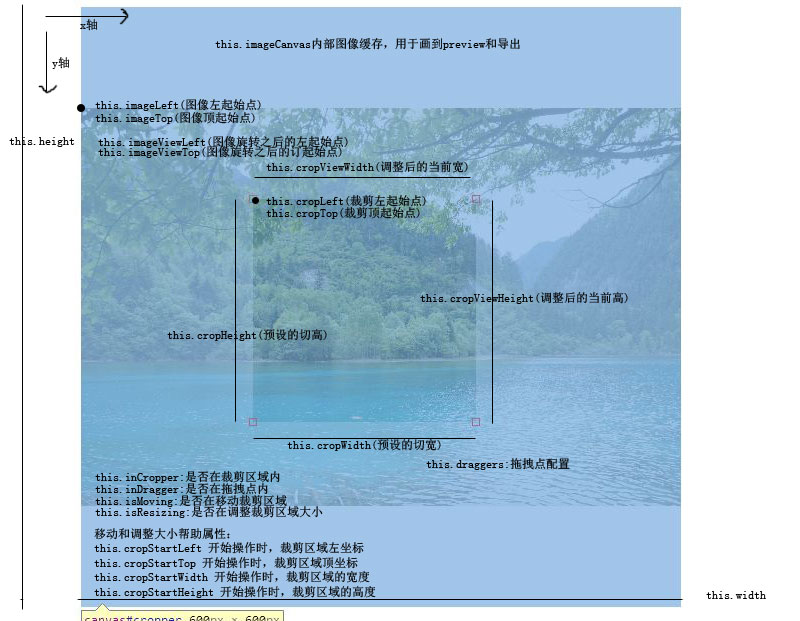 x轴
this.imageCanvas内部图像缓存，用于画到preview和导出
y轴
this.imageLeft(图像左起始点)
this.imageTop(图像顶起始点)
this.height
this.imageViewLeft(图像旋转之后的左起始点)
this.imageViewTop(图像旋转之后的订起始点)
this.cropViewWidth(调整后的当前宽)
this.cropLeft(裁剪左起始点)
this.cropTop(裁剪顶起始点)
this.cropViewHeight(调整后的当前高)
this.cropHeight(预设的切高)
this.cropWidth(预设的切宽)
this.draggers:拖拽点配置
this.inCropper:是否在裁剪区域内
this.inDragger:是否在拖拽点内
this.isMoving:是否在移动裁剪区域
this.isResizing:是否在调整裁剪区域大小
移动和调整大小帮助属性:
this.cropStartLeft 开始操作时，裁剪区域左坐标
this.cropStartTop 开始操作时，裁剪区域顶坐标
this.cropStartWidth 开始操作时，裁剪区域的宽度
this.cropStartHeight 开始操作时，裁剪区域的高度
this.width
canvas#cropper 600px × 600px